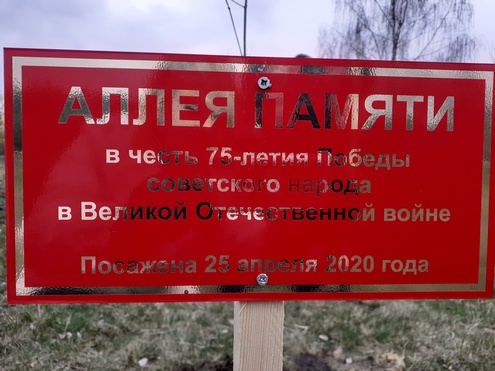 АЛЛЕЯ ПАМЯТИ
в честь 75-летия Победы
советского народа
в Великой Отечественной войне
Посажена 25 апреля 2020 года